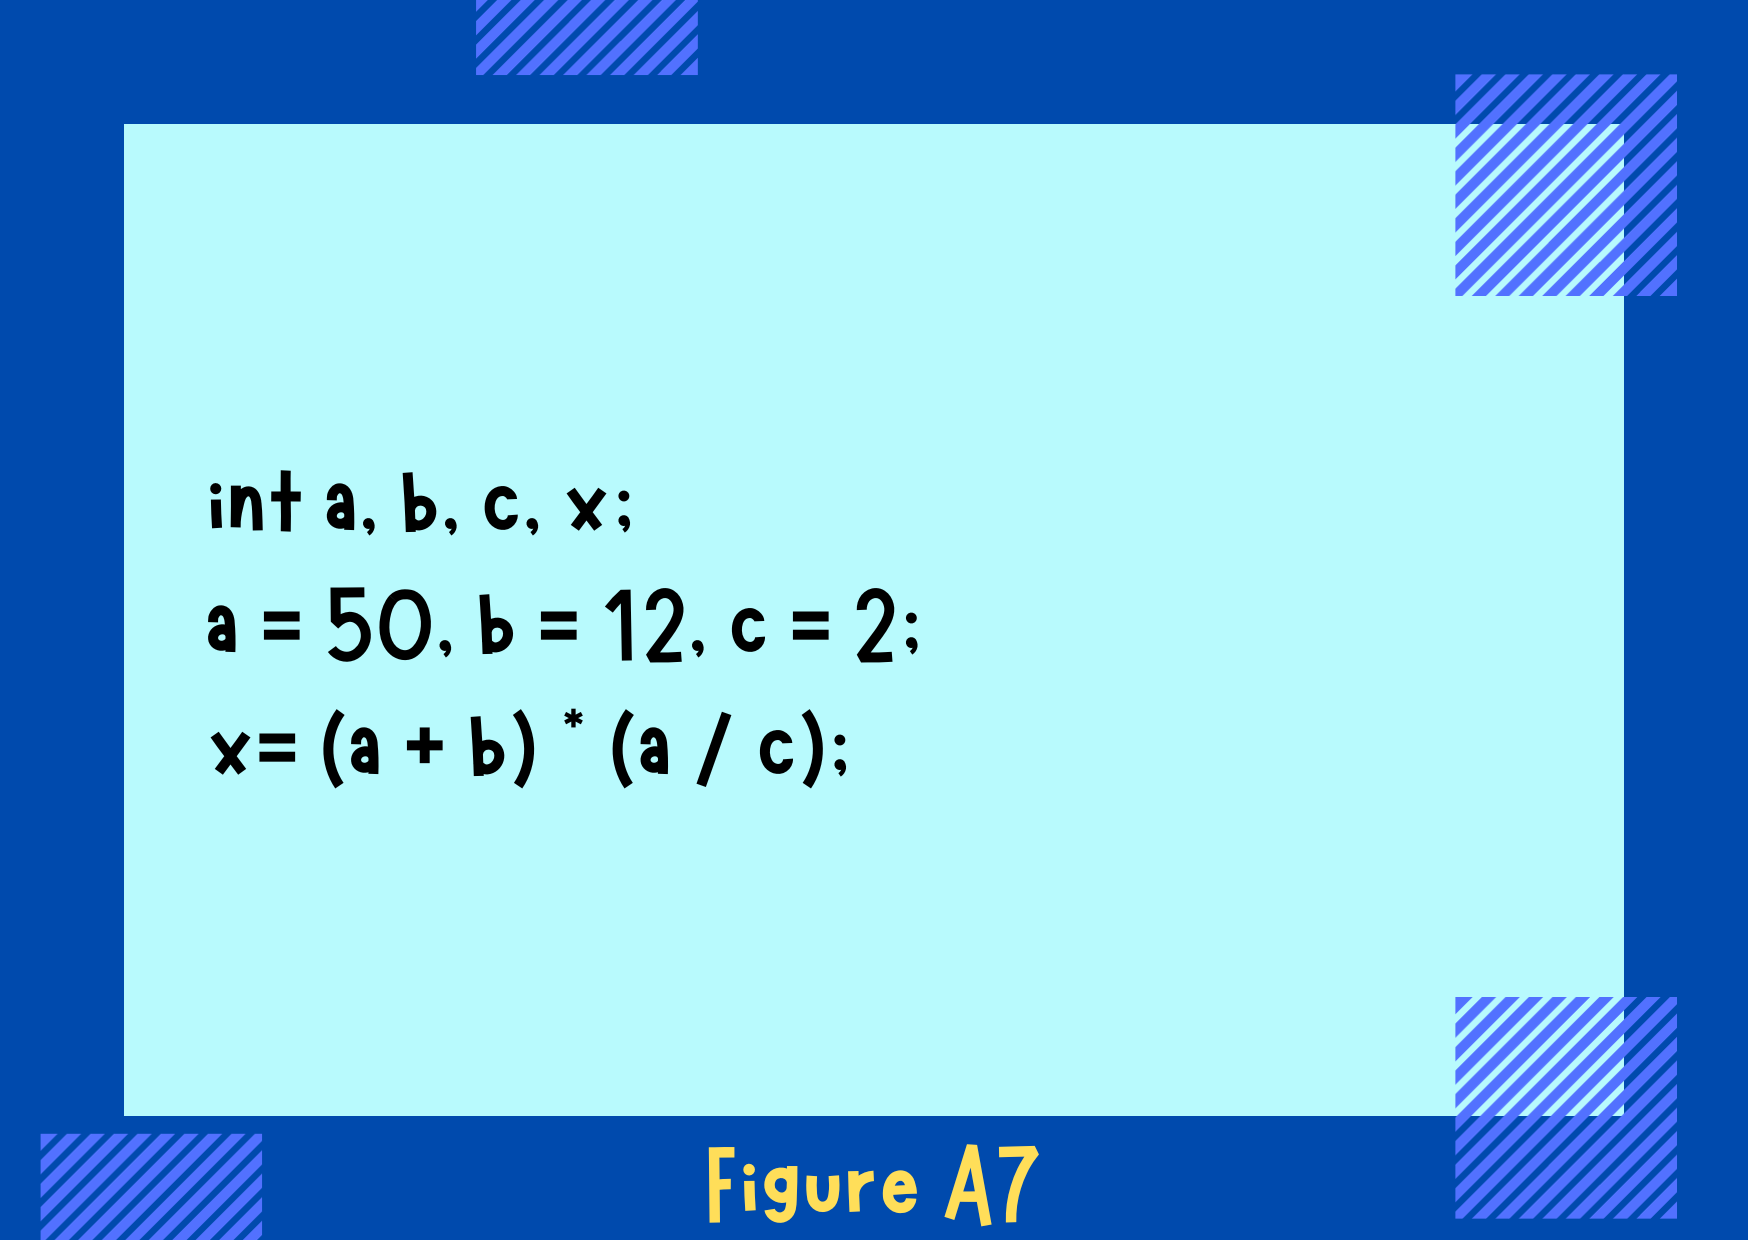 int a, b, c, x;
a = 50, b = 12, c = 2;
x= (a + b) * (a / c);
Figure A7